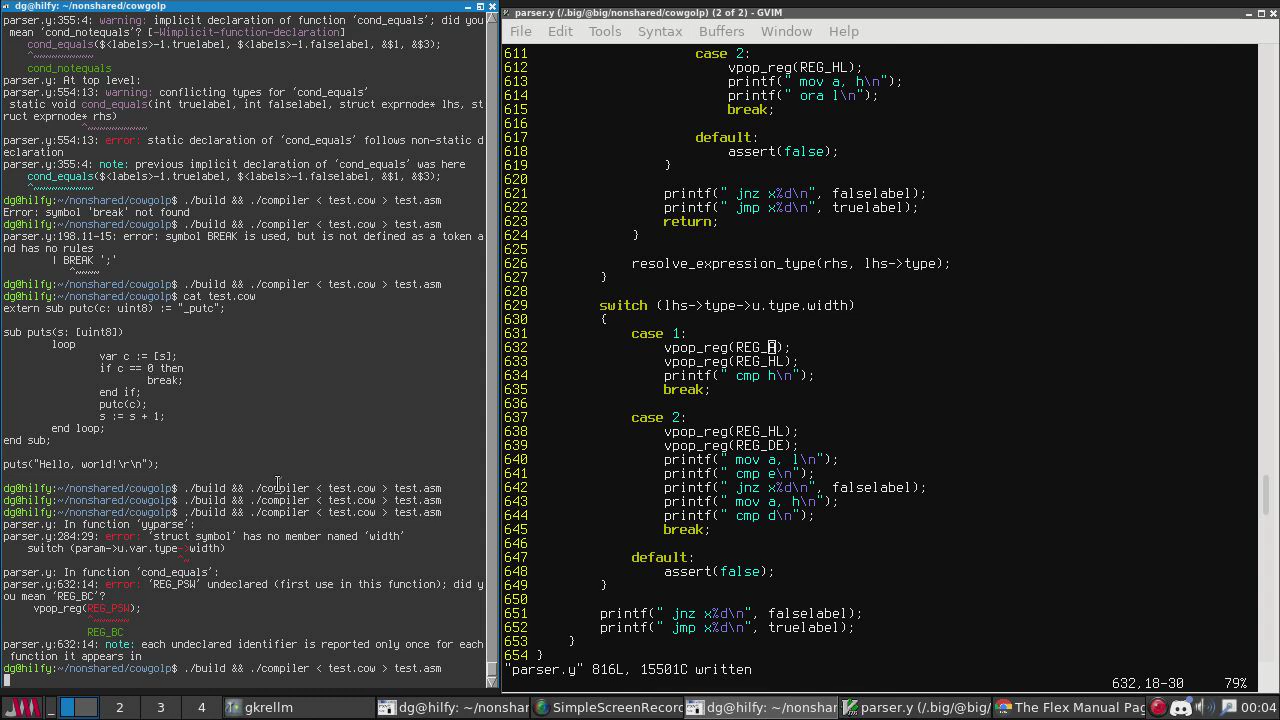 dg@hilfy: ~/nonshared/cowgolp
parser.y:355:4: warning: implicit declaration of function ‘cond_equals’; did you
mean ‘cond_notequals’? [-Wimplicit-function-declaration]
cond_equals($<labels>-1.truelabel, $<labels>-1.falselabel, &$1, &$3);
^~~~~~~~~~~
cond_notequals
parser.y: At top level:
parser.y:554:13: warning: conflicting types for ‘cond_equals’
static void cond_equals(int truelabel, int falselabel, struct exprnode* lhs, st
ruct exprnode* rhs)
^~~~~~~~~~~
parser.y:554:13: error: static declaration of ‘cond_equals’ follows non-static d
eclaration
parser.y:355:4: note: previous implicit declaration of ‘cond_equals’ was here
cond_equals($<labels>-1.truelabel, $<labels>-1.falselabel, &$1, &$3);
^~~~~~~~~~~
dg@hilfy:~/nonshared/cowgolp$ ./build && ./compiler < test.cow > test.asm
Error: symbol 'break' not found
dg@hilfy:~/nonshared/cowgolp$ ./build && ./compiler < test.cow > test.asm
parser.y:198.11-15: error: symbol BREAK is used, but is not defined as a token a
nd has no rules
| BREAK ';'
^~~~~
dg@hilfy:~/nonshared/cowgolp$ ./build && ./compiler < test.cow > test.asm
dg@hilfy:~/nonshared/cowgolp$ cat test.cow
extern sub putc(c: uint8) := "_putc";
sub puts(s: [uint8])
loop
var c := [s];
if c == 0 then
break;
end if;
putc(c);
s := s + 1;
end loop;
end sub;
puts("Hello, world!\r\n");
dg@hilfy:~/nonshared/cowgolp$ ./build && ./compiler < test.cow > test.asm
dg@hilfy:~/nonshared/cowgolp$ ./build && ./compiler < test.cow > test.asm
dg@hilfy:~/nonshared/cowgolp$ ./build && ./compiler < test.cow > test.asm
parser.y: In function ‘yyparse’:
parser.y:284:29: error: ‘struct symbol’ has no member named ‘width’
switch (param->u.var.type->width)
^~
parser.y: In function ‘cond_equals’:
parser.y:632:14: error: ‘REG_PSW’ undeclared (first use in this function); did y
ou mean ‘REG_BC’?
vpop_reg(REG_PSW);
^~~~~~~
REG_BC
parser.y:632:14: note: each undeclared identifier is reported only once for each
function it appears in
dg@hilfy:~/nonshared/cowgolp$ ./build && ./compiler < test.cow > test.asm
parser.y (/.big/@big/nonshared/cowgol) (2 of 2) - GVIM
File Edit Tools Syntax Buffers Window Help
611 case 2:
612 vpop_reg(REG_HL);
613 printf(" mov a, h\n");
614 printf(" ora l\n");
615 break;
616
617 default:
618 assert(false);
619 }
620
621 printf(" jnz x%d\n", falselabel);
622 printf(" jmp x%d\n", truelabel);
623 return;
624 }
625
626 resolve_expression_type(rhs, lhs->type);
627 }
628
629 switch (lhs->type->u.type.width)
630 {
631 case 1:
632 vpop_reg(REG_A);
633 vpop_reg(REG_HL);
634 printf(" cmp h\n");
635 break;
636
637 case 2:
638 vpop_reg(REG_HL);
639 vpop_reg(REG_DE);
640 printf(" mov a, l\n");
641 printf(" cmp e\n");
642 printf(" jnz x%d\n", falselabel);
643 printf(" mov a, h\n");
644 printf(" cmp d\n");
645 break;
646
647 default:
648 assert(false);
649 }
650
651 printf(" jnz x%d\n", falselabel);
652 printf(" jmp x%d\n", truelabel);
653 }
654 }
"parser.y" 816L, 15501C written
632,18-30 79%
2 3 4 gkrellm dg@hilfy: ~/nonshar SimpleScreenRecor dg@hilfy: ~/nonshar parser.y (/.big/@big/ The Flex Manual Pag 00:04